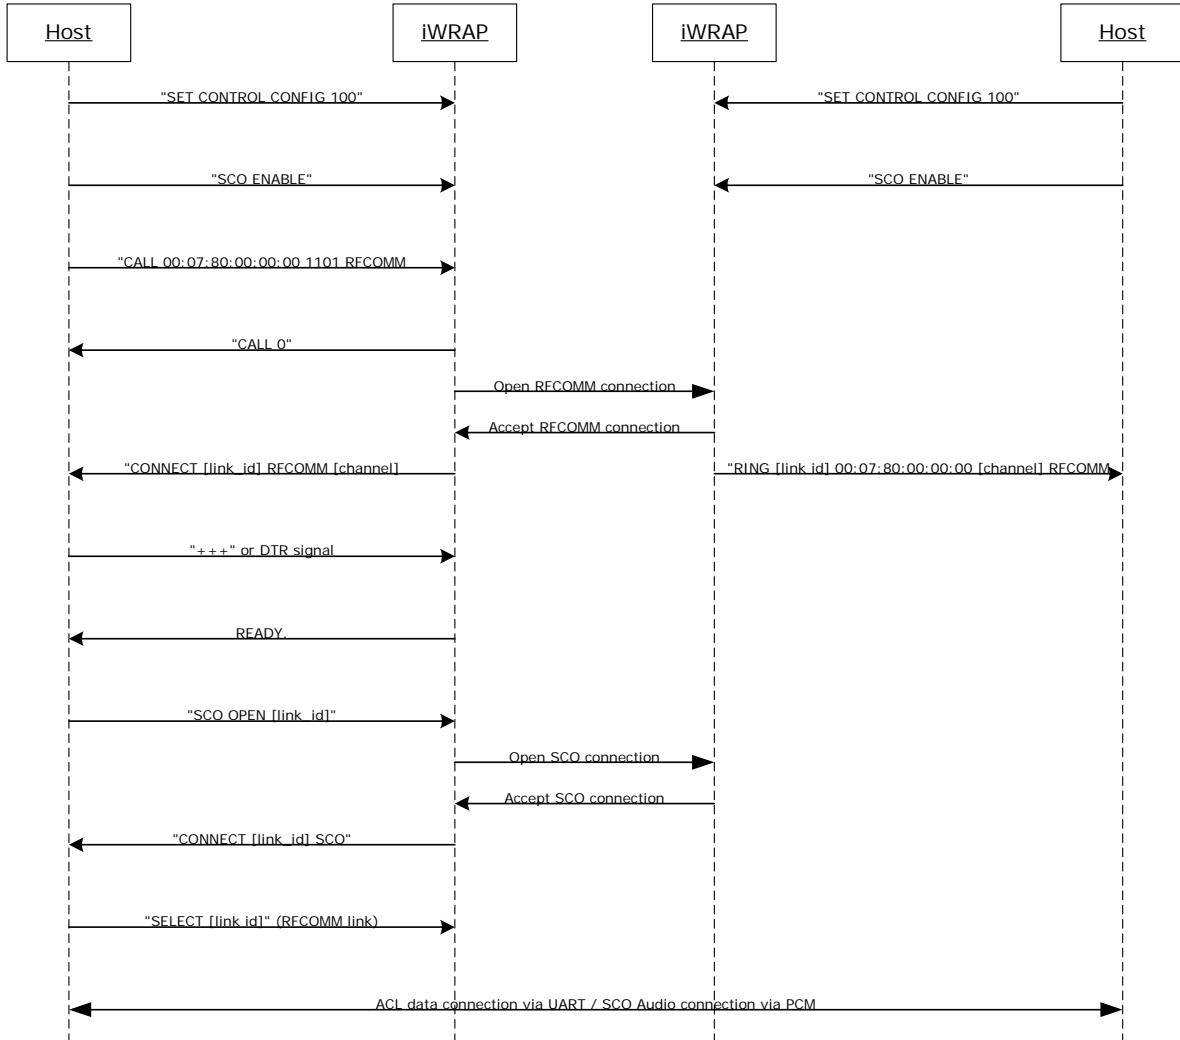 Host
iWRAP
iWRAP
Host
"SET CONTROL CONFIG 100"
"SET CONTROL CONFIG 100"
"SCO ENABLE"
"SCO ENABLE"
"CALL 00:07:80:00:00:00 1101 RFCOMM
"CALL 0"
Open RFCOMM connection
Accept RFCOMM connection
"CONNECT [link_id] RFCOMM [channel]
"RING [link_id] 00:07:80:00:00:00 [channel] RFCOMM
"+++" or DTR signal
READY.
"SCO OPEN [link_id]"
Open SCO connection
Accept SCO connection
"CONNECT [link_id] SCO"
"SELECT [link_id]" (RFCOMM link)
ACL data connection via UART / SCO Audio connection via PCM